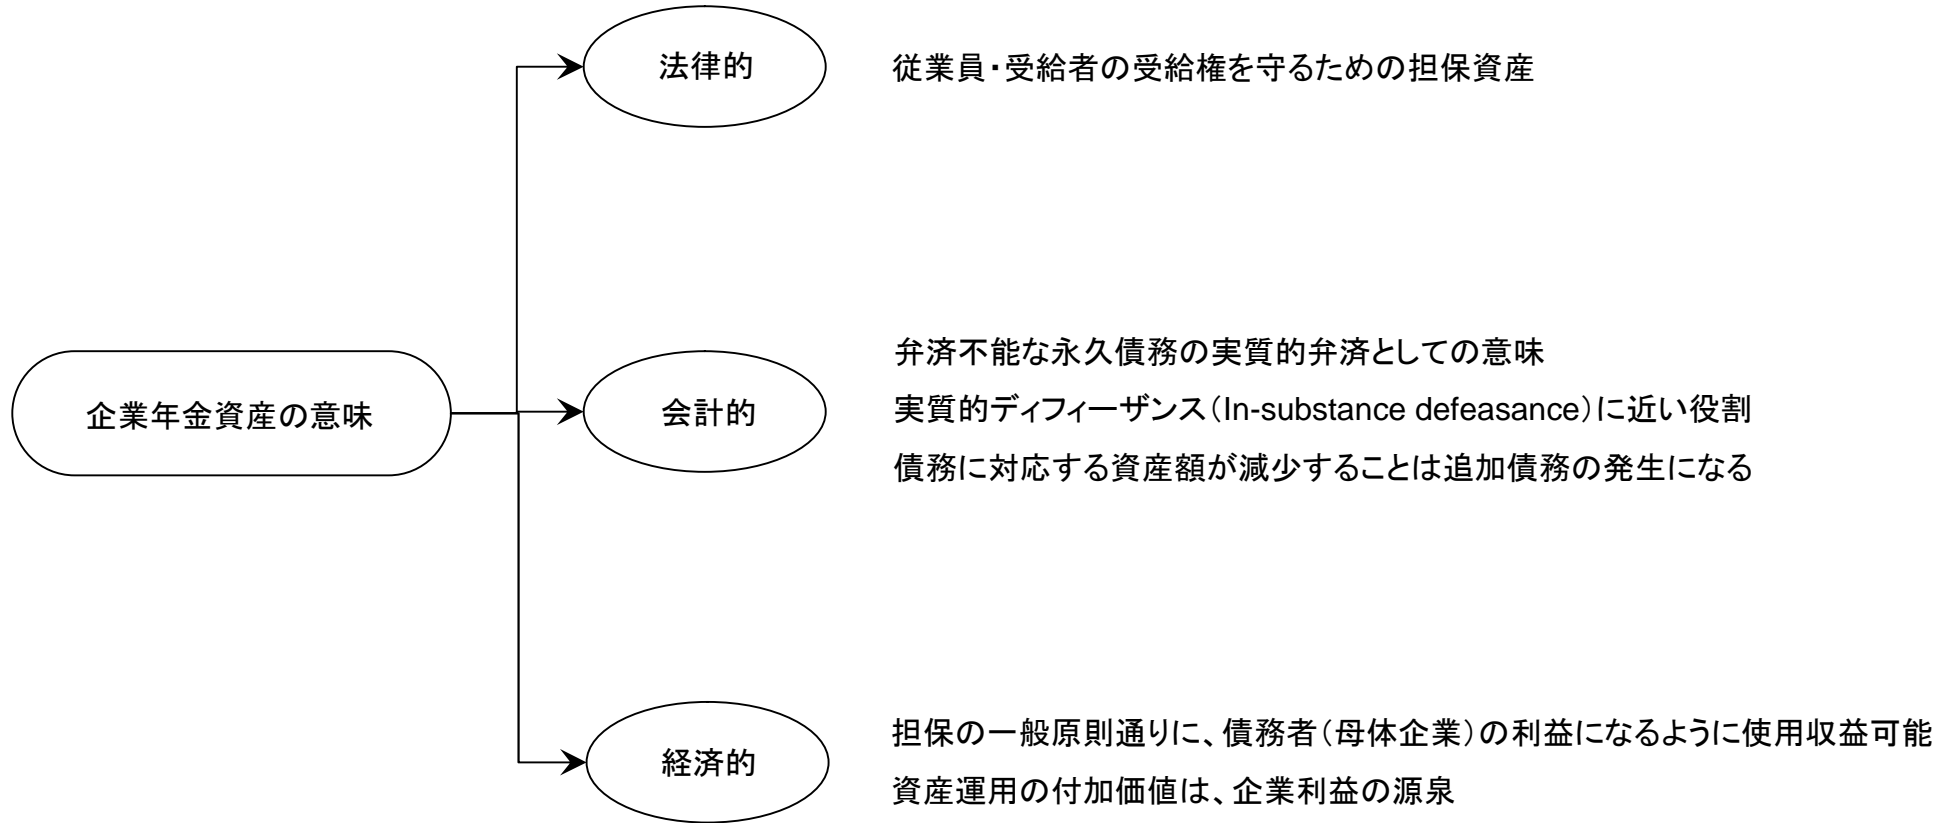 法律的
従業員・受給者の受給権を守るための担保資産
企業年金資産の意味
会計的
弁済不能な永久債務の実質的弁済としての意味
実質的ディフィーザンス(In-substance defeasance)に近い役割
債務に対応する資産額が減少することは追加債務の発生になる
経済的
担保の一般原則通りに、債務者(母体企業)の利益になるように使用収益可能
資産運用の付加価値は、企業利益の源泉